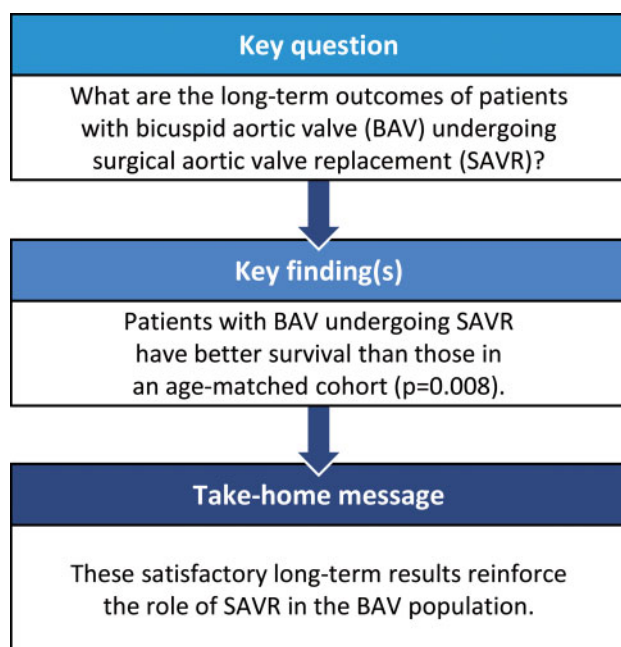 Key question
What are the long-term outcomes of patients
with bicuspid aortic valve (BAV) undergoing
surgical aortic valve replacement (SAVR)?
Key finding(s)
Patients with BAV undergoing SAVR
have better survival than those in
an age-matched cohort (p=0.008).
Take-home message
These satisfactory long-term results reinforce
the role of SAVR in the BAV population.